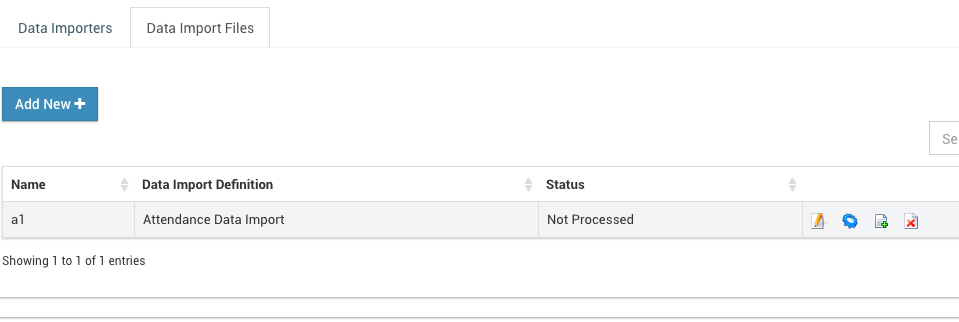 Data Importers Data Import Files
Add New
Se
Name Data Import Definition Status
a1 Attendance Data Import Not Processed
Showing 1 to 1 of 1 entries